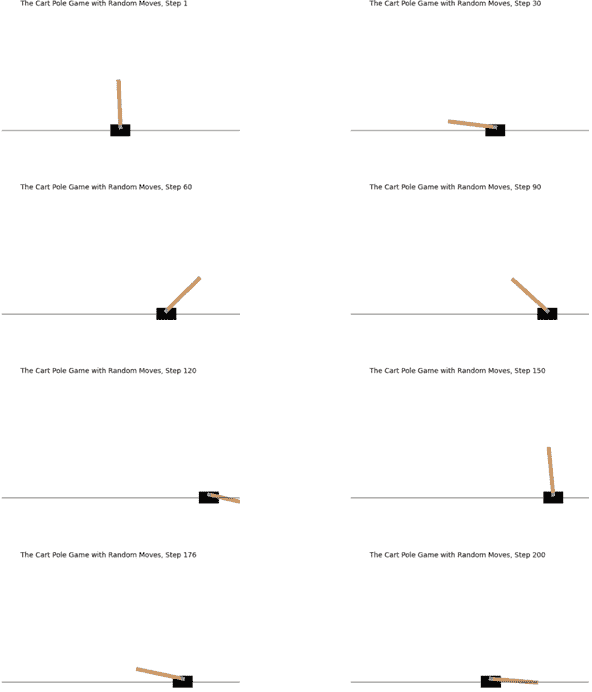 The Cart Pole Game with Random Moves, Step 1
The Cart Pole Game with Random Moves, Step 30
The Cart Pole Game with Random Moves, Step 60
The Cart Pole Game with Random Moves, Step 90
The Cart Pole Game with Random Moves, Step 120
The Cart Pole Game with Random Moves, Step 150
The Cart Pole Game with Random Moves, Step 176
The Cart Pole Game with Random Moves, Step 200